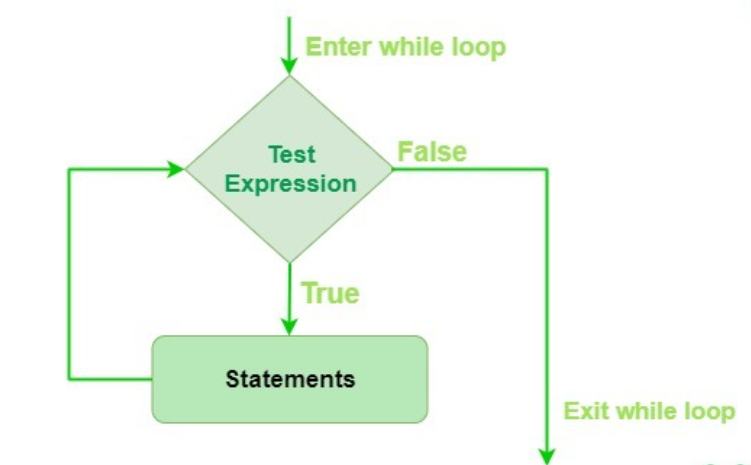 Enter while loop
Test
Expression
False
True
Statements
Exit while loop